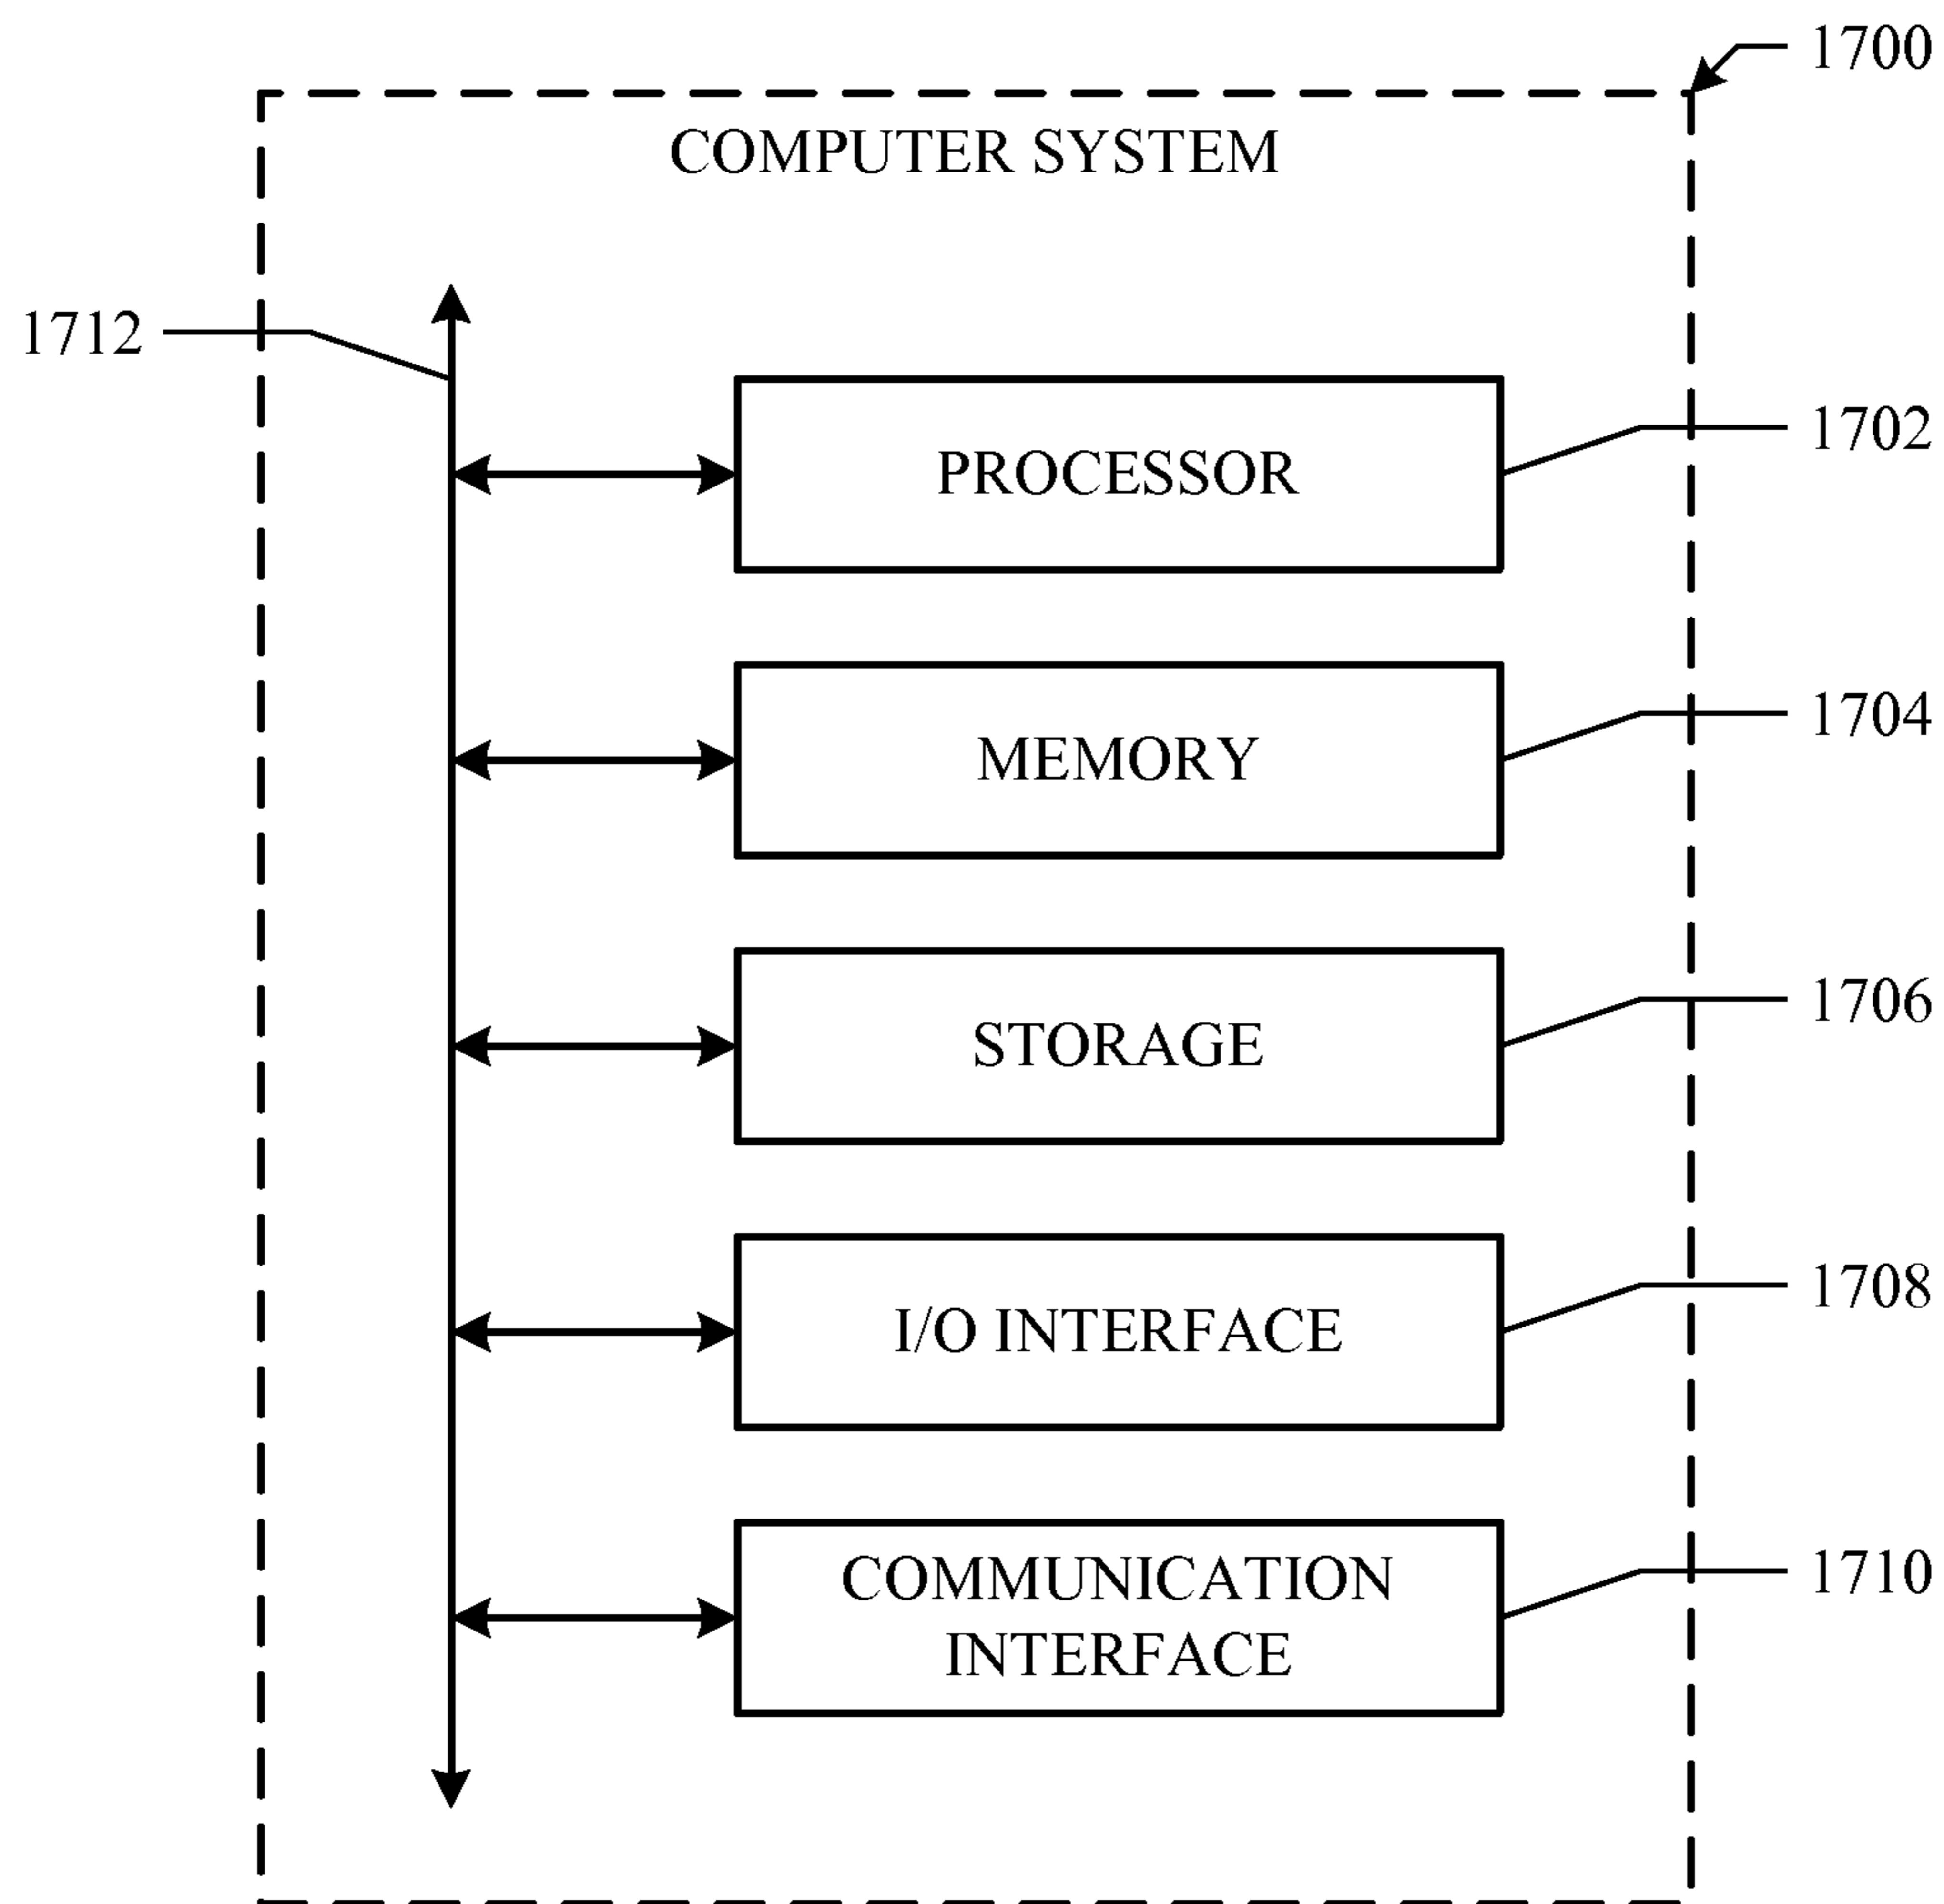 1700
COMPUTER SYSTEM
1712
1702
PROCESSOR
1704
MEMORY
1706
STORAGE
1708
I/O INTERFACE
1710
COMMUNICATION
INTERFACE